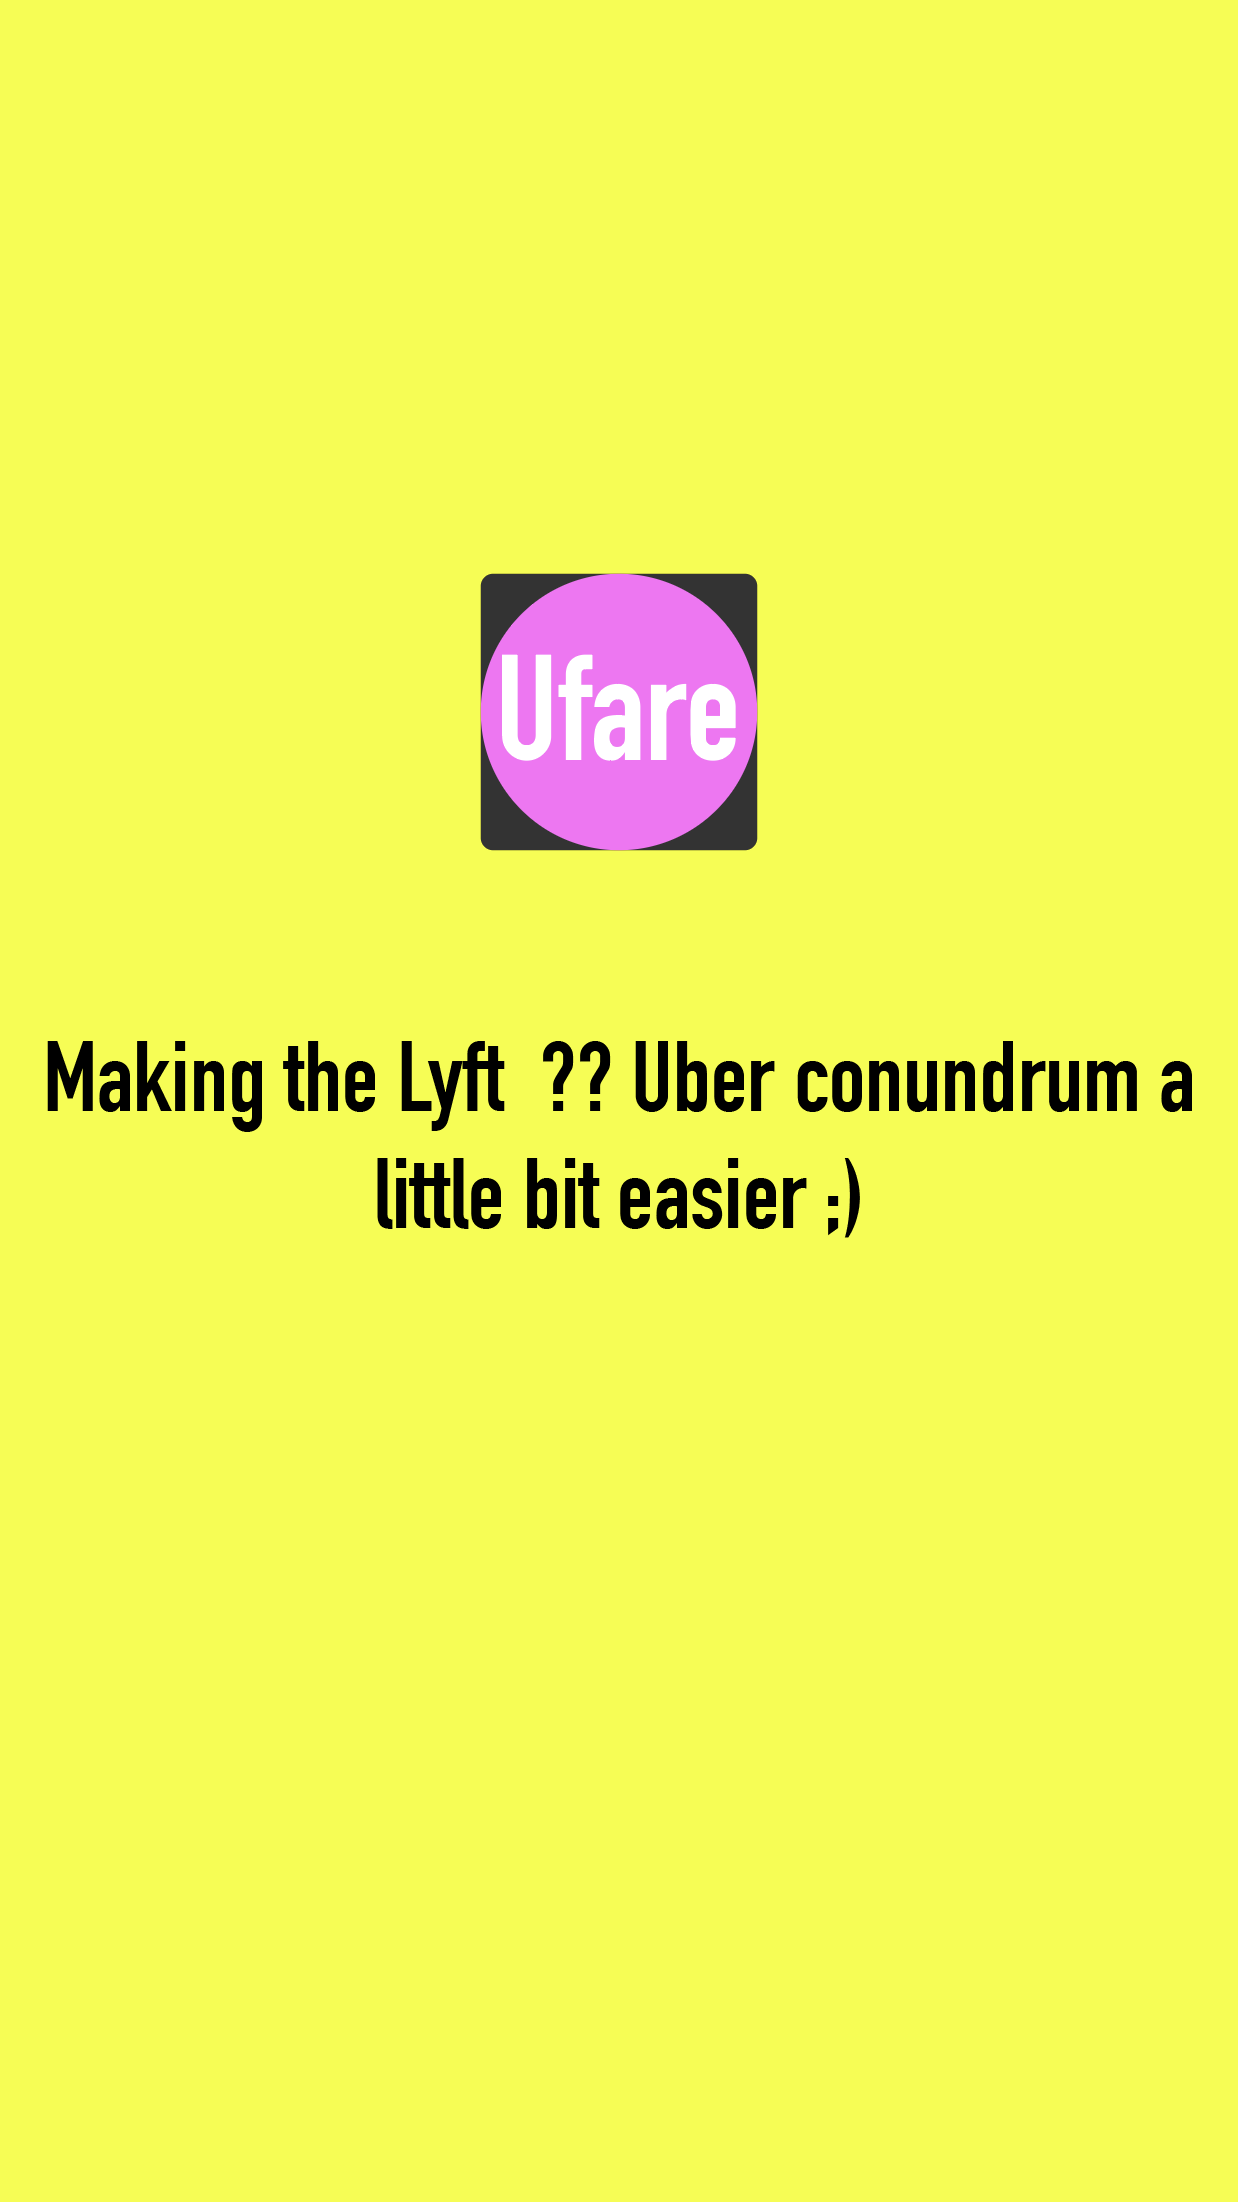 Ufare
Making the Lyft  ?? Uber conundrum a
little bit easier ;)